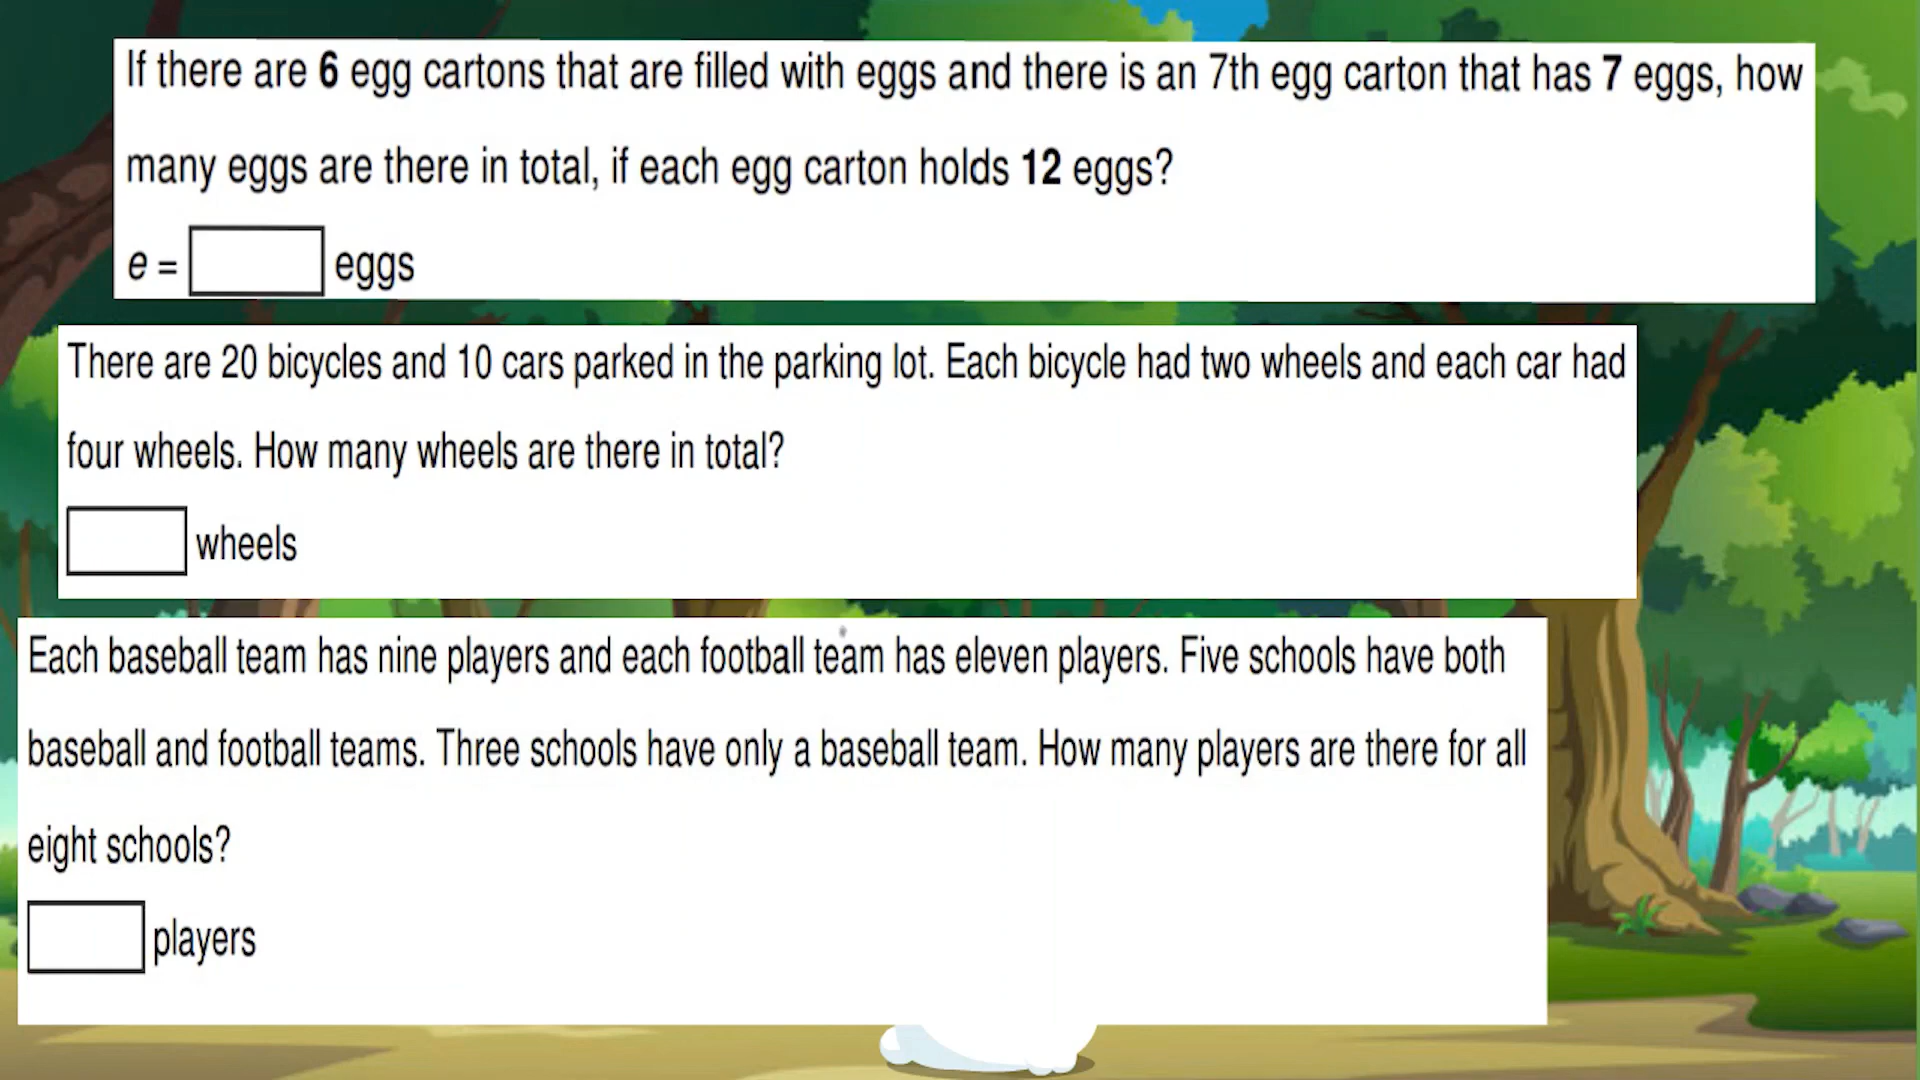 If there are 6 egg cartons that are filled with eggs and there is an 7th egg carton that has 7 eggs, how
many eggs are there in total, if each egg carton holds 12 eggs?
e = eggs
There are 20 bicycles and 10 cars parked in the parking lot. Each bicycle had two wheels and each car had
four wheels. How many wheels are there in total?
wheels
Each baseball team has nine players and each football team has eleven players. Five schools have both
baseball and football teams. Three schools have only a baseball team. How many players are there for all
eight schools?
players